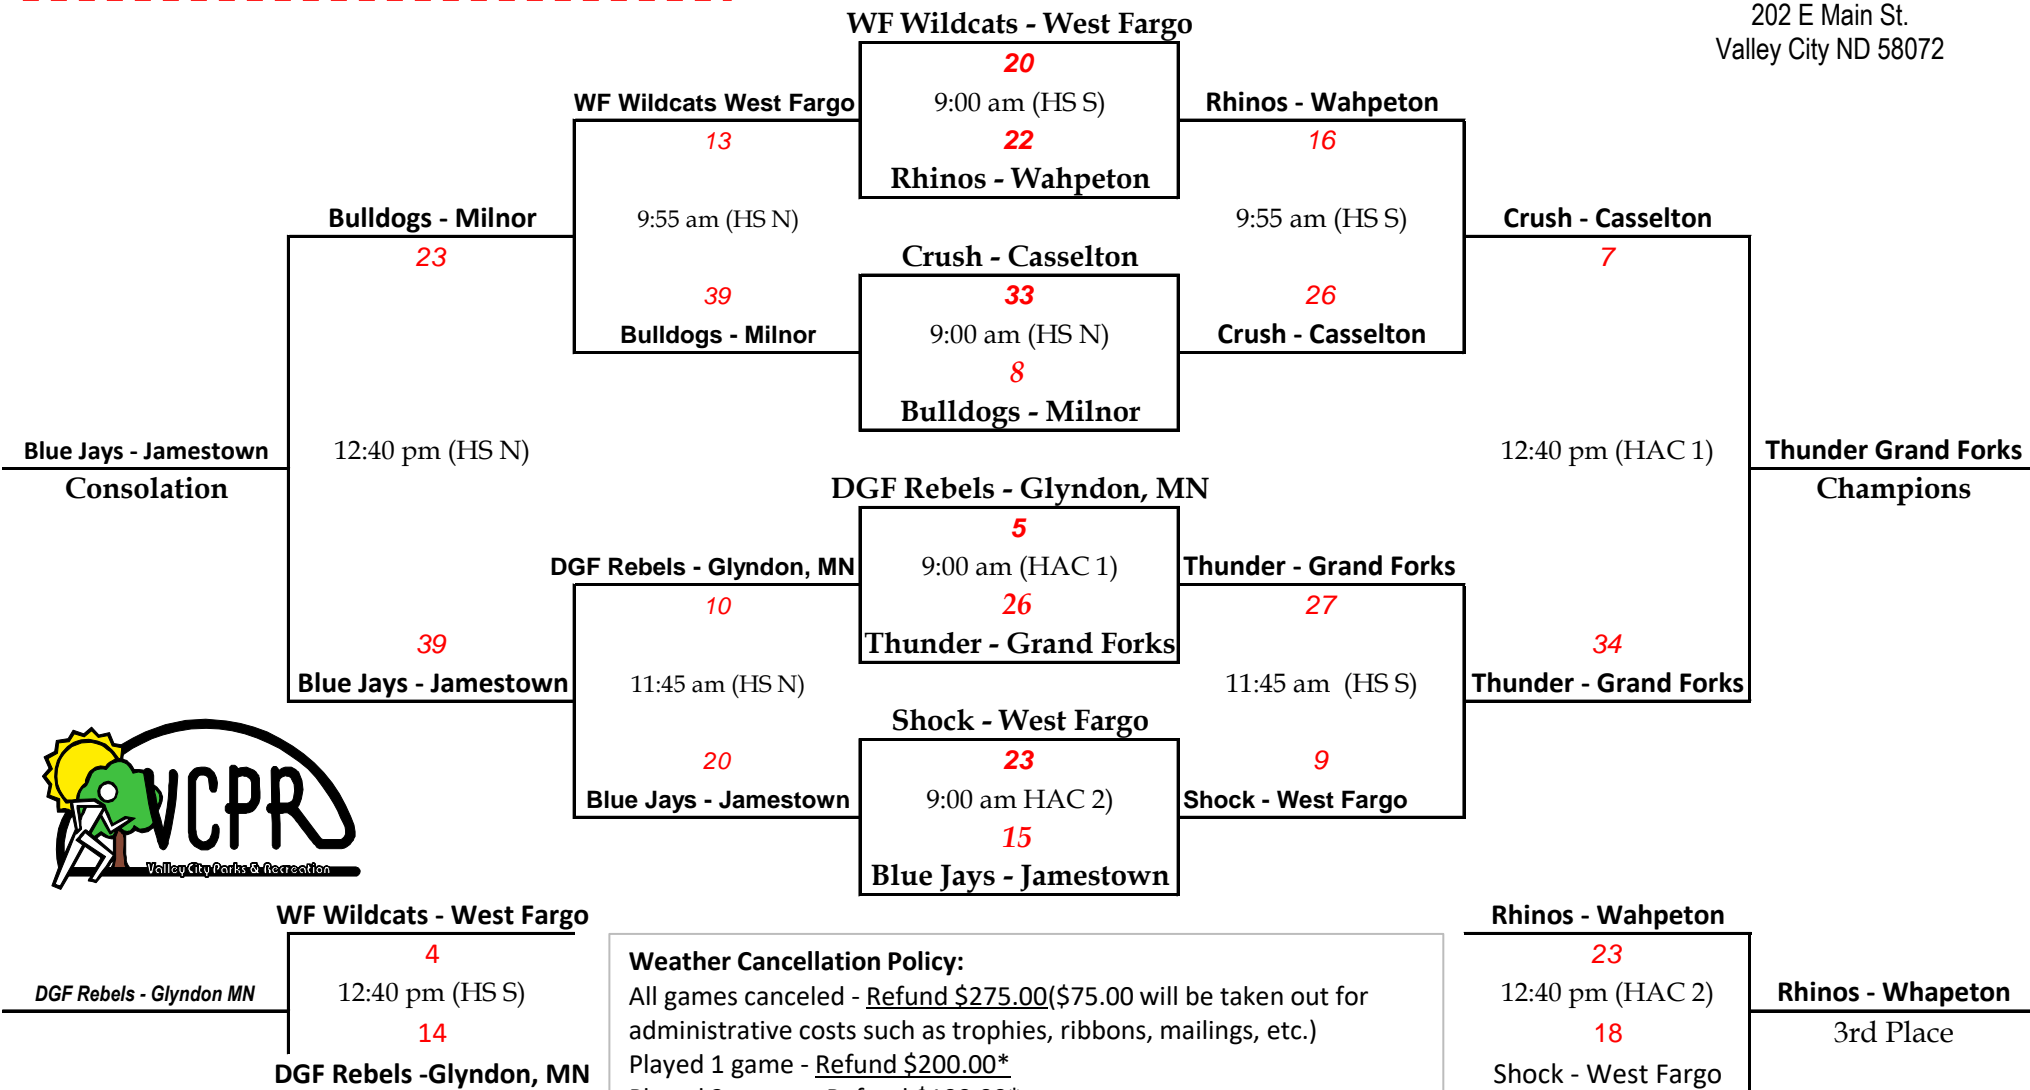 202 E Main St.
Valley City ND 58072
WF Wildcats - West Fargo
20
WF Wildcats West Fargo
9:00 am (HS S)
Rhinos - Wahpeton
13
22
16
Rhinos - Wahpeton
Bulldogs - Milnor
9:55 am (HS N)
9:55 am (HS S)
Crush - Casselton
23
Crush - Casselton
7
39
33
26
Bulldogs - Milnor
9:00 am (HS N)
Crush - Casselton
8
Bulldogs - Milnor
Blue Jays - Jamestown
12:40 pm (HS N)
12:40 pm (HAC 1)
Thunder Grand Forks
Consolation
DGF Rebels - Glyndon, MN
Champions
5
DGF Rebels - Glyndon, MN
9:00 am (HAC 1)
Thunder - Grand Forks
10
26
27
39
Thunder - Grand Forks
34
Blue Jays - Jamestown
11:45 am (HS N)
11:45 am (HS S)
Thunder - Grand Forks
Shock - West Fargo
20
23
9
Blue Jays - Jamestown
9:00 am HAC 2)
Shock - West Fargo
15
Blue Jays - Jamestown
VCPR
Valley City Parks & Recreation
WF Wildcats - West Fargo
4
DGF Rebels - Glyndon MN
12:40 pm (HS S)
14
DGF Rebels -Glyndon, MN
Weather Cancellation Policy:
All games canceled - Refund $275.00($75.00 will be taken out for
administrative costs such as trophies, ribbons, mailings, etc.)
Played 1 game - Refund $200.00*
Rhinos - Wahpeton
23
12:40 pm (HAC 2)
Rhinos - Whapeton
18
3rd Place
Shock - West Fargo